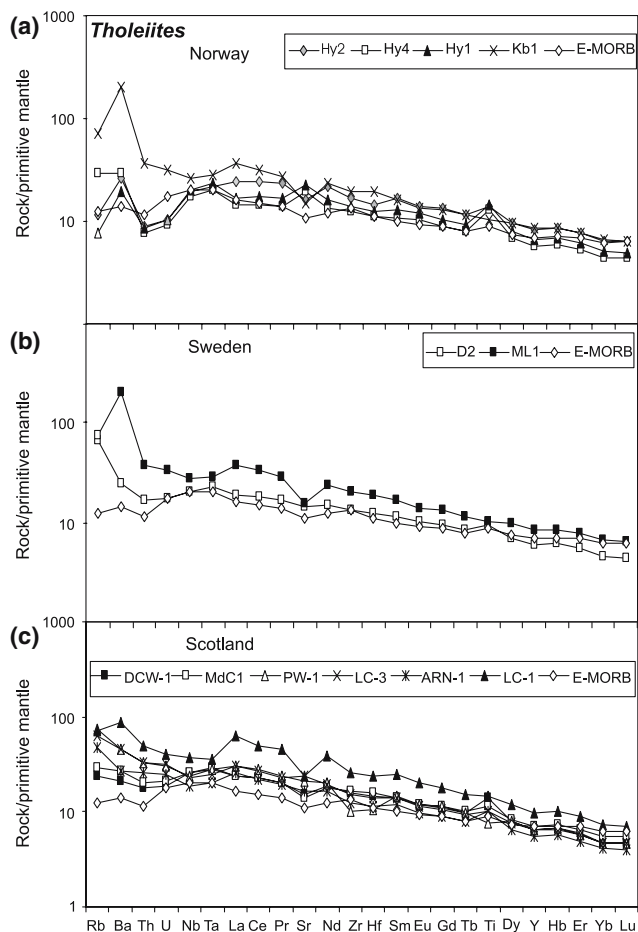 (a)
1000
Tholeiites
Norway
Hy2 Hy4 Hy1 Kb1 E-MORB
100
10
Rock/primitive mantle
(b)
Sweden
D2 ML1 E-MORB
100
10
Rock/primitive mantle
1000
(c)
Scotland
DCW-1 MdC1 PW-1 LC-3 ARN-1 LC-1 E-MORB
100
10
1
Rock/primitive mantle
Rb Ba Th U Nb Ta La Ce Pr Sr Nd Zr Hf Sm Eu Gd Tb Ti Dy Y Hb Er Yb Lu